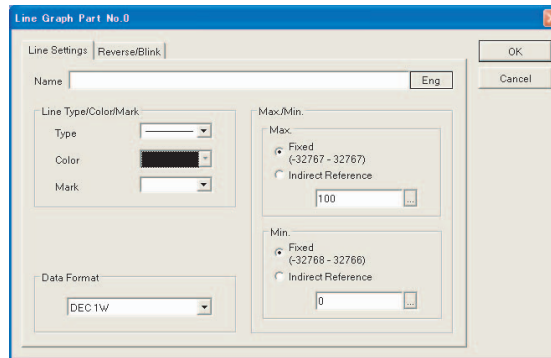 Line Graph Part No.0
Line Settings
Reverse/Blink
OK
Cancel
Name
Eng
Line Type/Color/Mark
Type
Color
Mark
Max./Min.
Max.
Fixed
(-32767 - 32767)
Indirect Reference
100
...
Min.
Fixed
(-32768 - 32766)
Indirect Reference
0
...
Data Format
DEC 1W